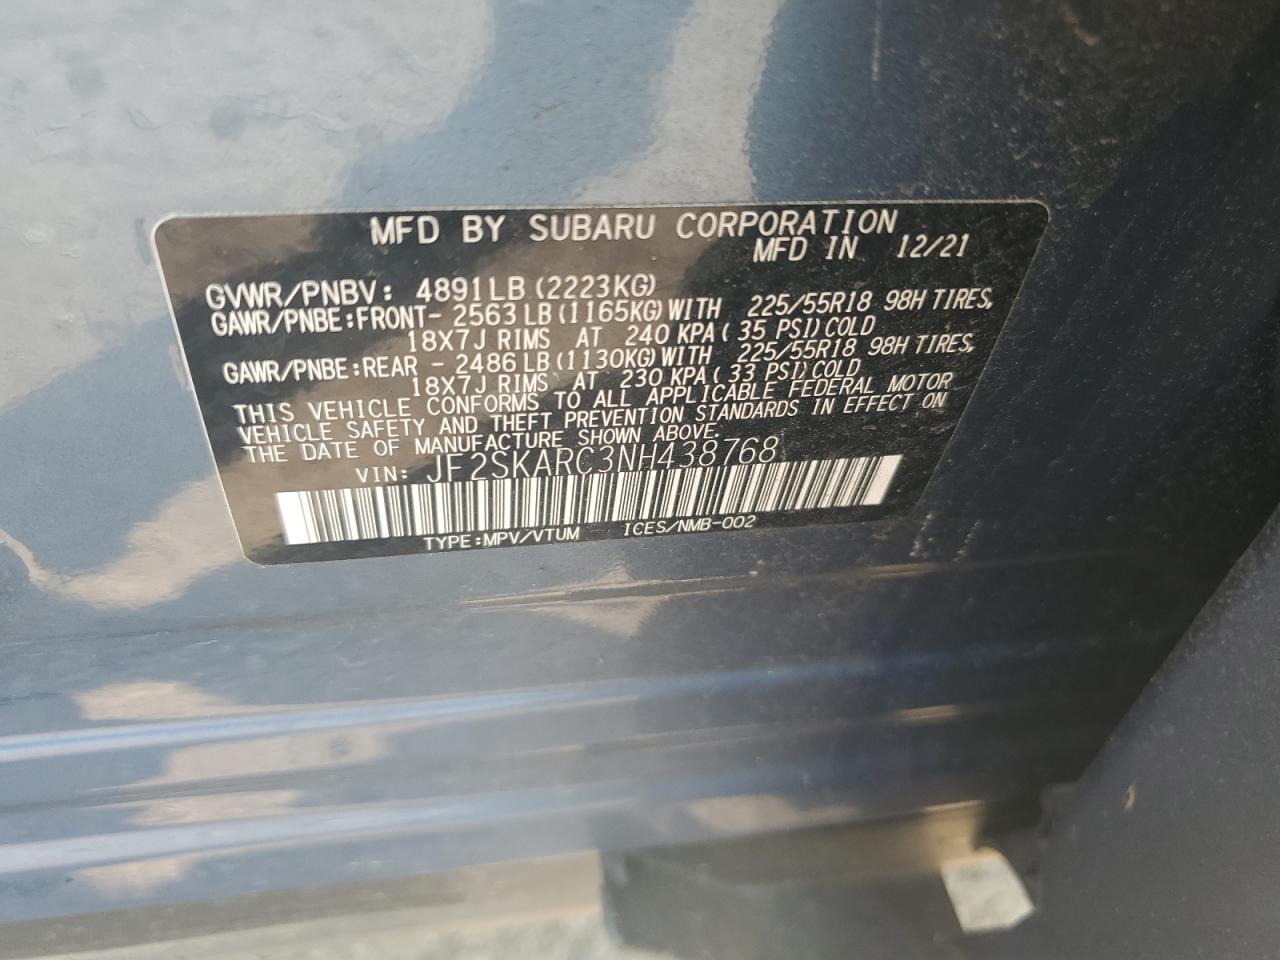 MFD BY SUBARU CORPORATION
MFD IN 12/21
GVWR/PNBV: 4891LB (2223KG)
GAWR/PNBE:FRONT- 2563LB(1165KG)WITH 225/55R18 98H TIRES,
18X7J RIMS AT 240 KPA( 35 PSI)COLD
GAWR/PNBE:REAR - 2486LB(1130KG)WITH 225/55R18 98H TIRES,
18X7J RIMS AT 230 KPA( 33 PSI)COLD
THIS VEHICLE CONFORMS TO ALL APPLICABLE FEDERAL MOTOR
VEHICLE SAFETY AND THEFT PREVENTION STANDARDS IN EFFECT ON
THE DATE OF MANUFACTURE SHOWN ABOVE.
VIN: JF2SKARC3NH438768
TYPE:MPV/VTUM ICES/NMB-002